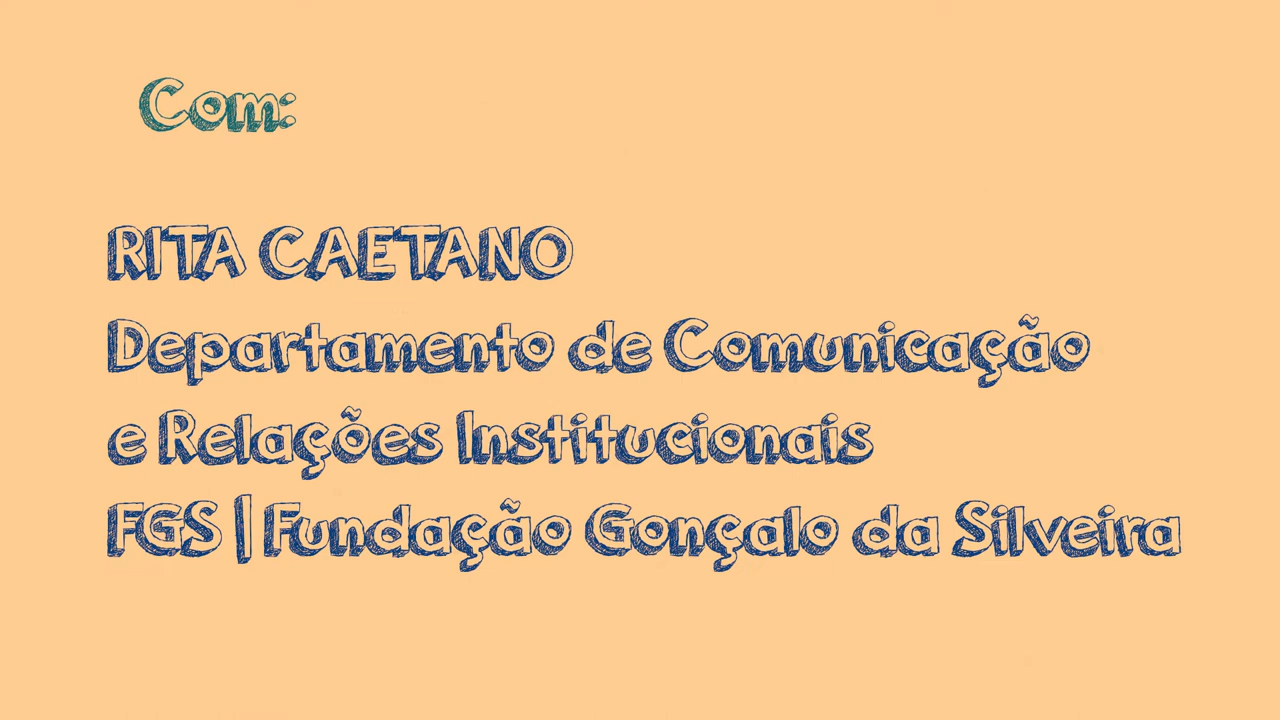 Com:
RITA CAETANO
Departamento de Comunicação
e Relações Institucionais
FGS | Fundação Gonçalo da Silveira